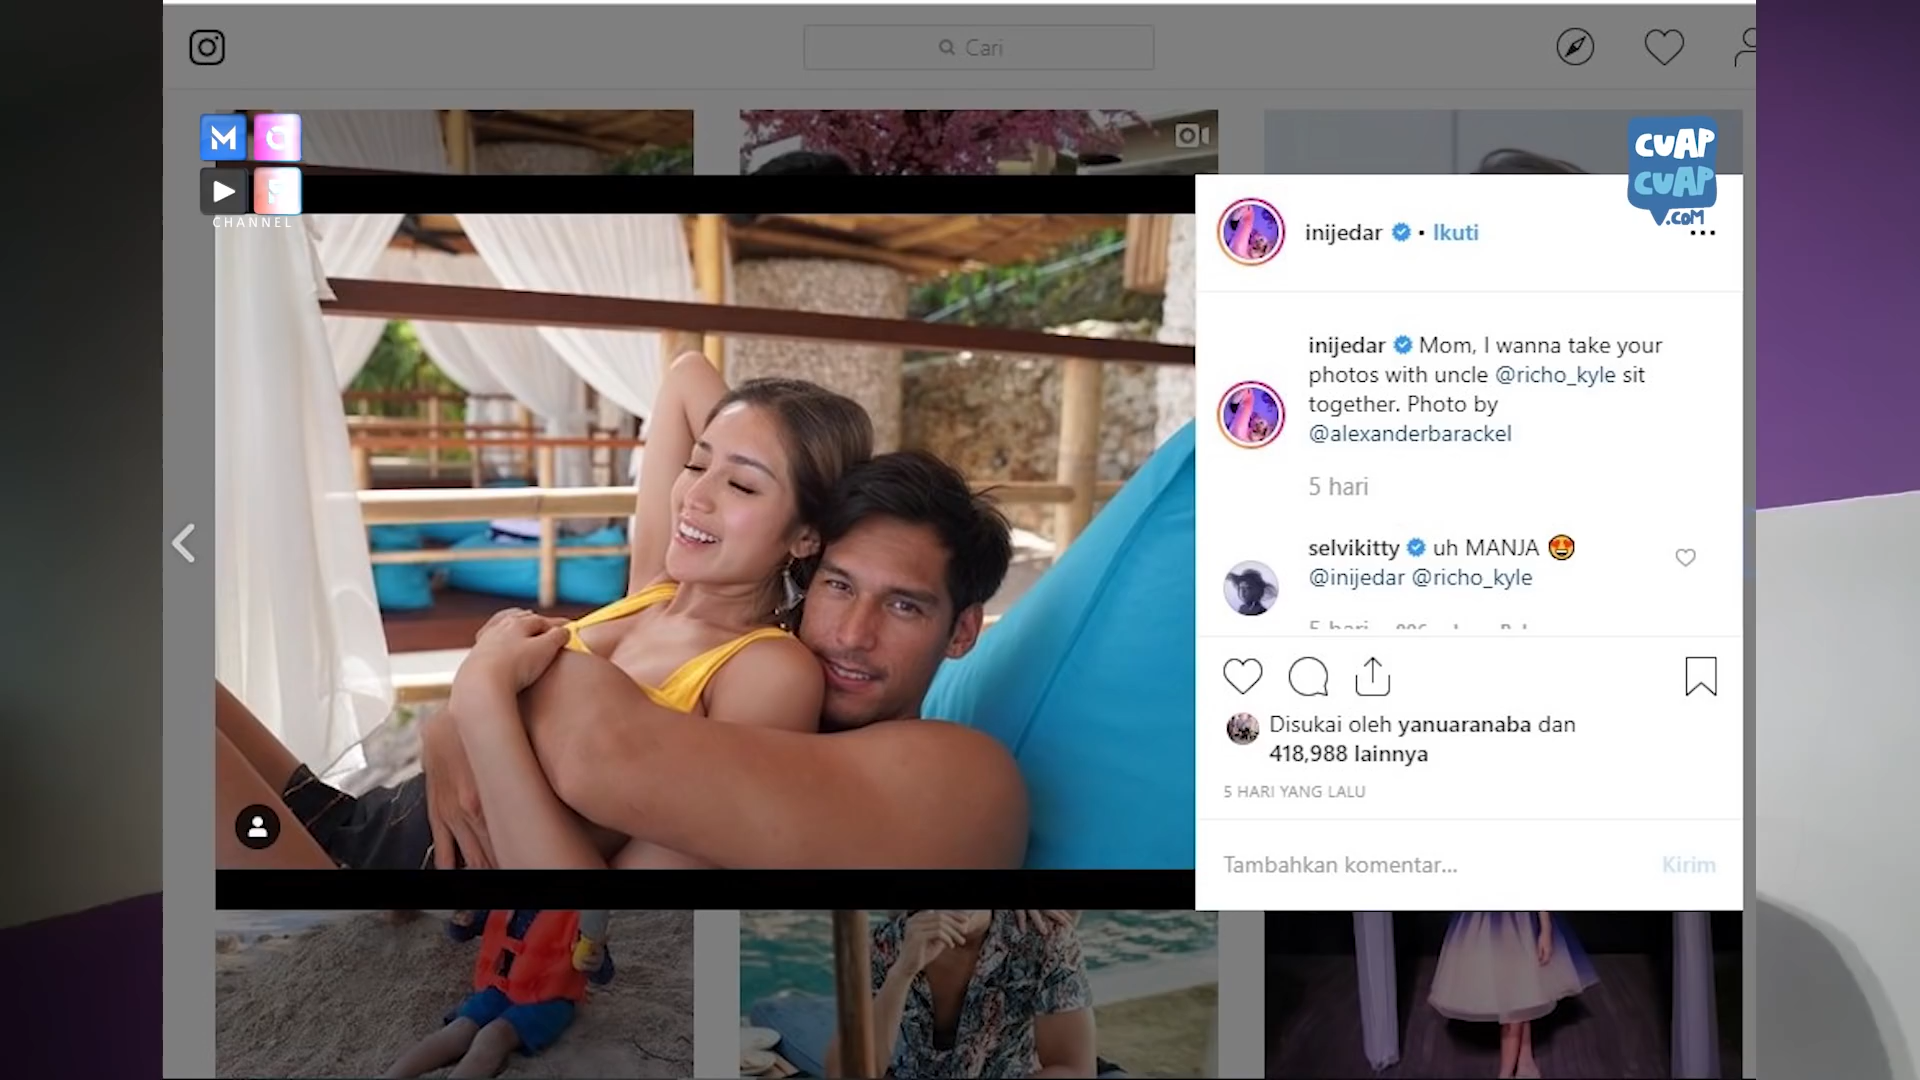 Cari
M
CHANNEL
CUAP
CUAP
.COM
inijedar • Ikuti
inijedar Mom, I wanna take your
photos with uncle @richo_kyle sit
together. Photo by
@alexanderbarackel
5 hari
selvikitty uh MANJA
@inijedar @richo_kyle
5 hari
Disukai oleh yanuaranaba dan
418,988 lainnya
5 HARI YANG LALU
Tambahkan komentar...
Kirim